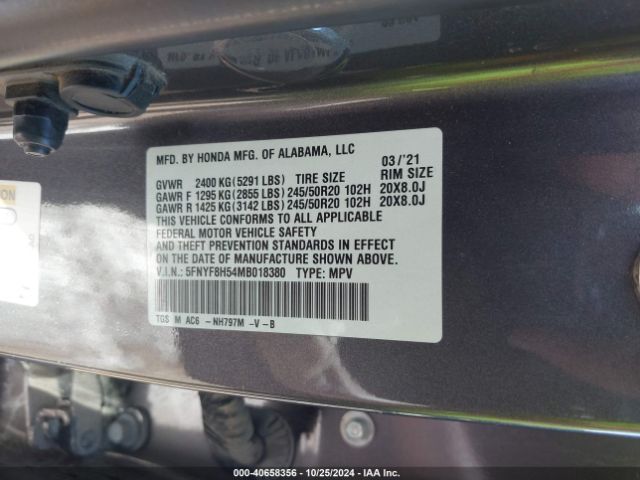 MFD. BY HONDA MFG. OF ALABAMA, LLC 03/'21
GVWR 2400 KG(5291 LBS) TIRE SIZE RIM SIZE
GAWR F 1295 KG(2855 LBS) 245/50R20 102H 20X8.0J
GAWR R 1425 KG(3142 LBS) 245/50R20 102H 20X8.0J
THIS VEHICLE CONFORMS TO ALL APPLICABLE
FEDERAL MOTOR VEHICLE SAFETY
AND THEFT PREVENTION STANDARDS IN EFFECT
ON THE DATE OF MANUFACTURE SHOWN ABOVE.
V.I.N.: 5FNYF8H54MB018380 TYPE: MPV
TGS M AC6 -NH797M -V-B
000-40658356 - 10/25/2024 - IAA Inc.